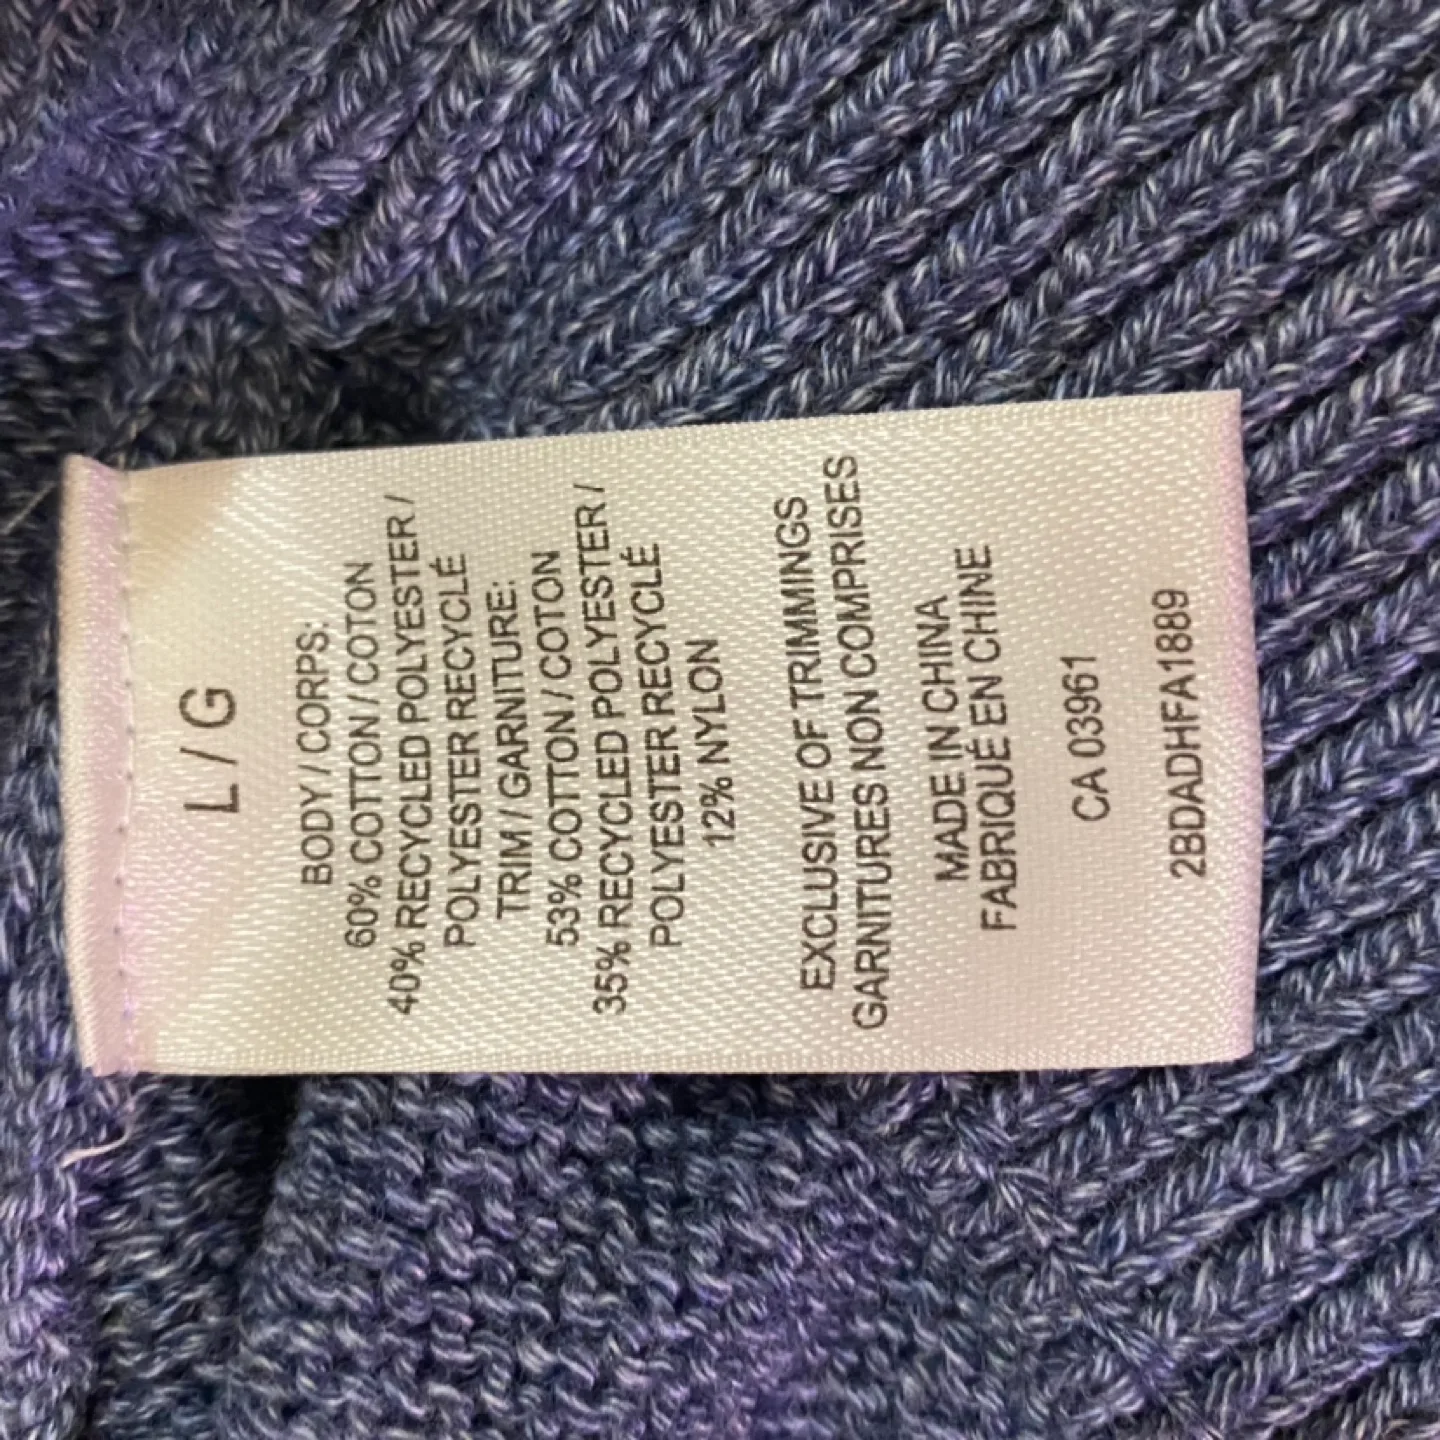 L / G
BODY / CORPS:
60% COTTON / COTON
40% RECYCLED POLYESTER /
POLYESTER RECYCLÉ
TRIM / GARNITURE:
53% COTTON / COTON
35% RECYCLED POLYESTER /
POLYESTER RECYCLÉ
12% NYLON
EXCLUSIVE OF TRIMMINGS
GARNITURES NON COMPRISES
MADE IN CHINA
FABRIQUÉ EN CHINE
CA 03961
2BDADHFA1889